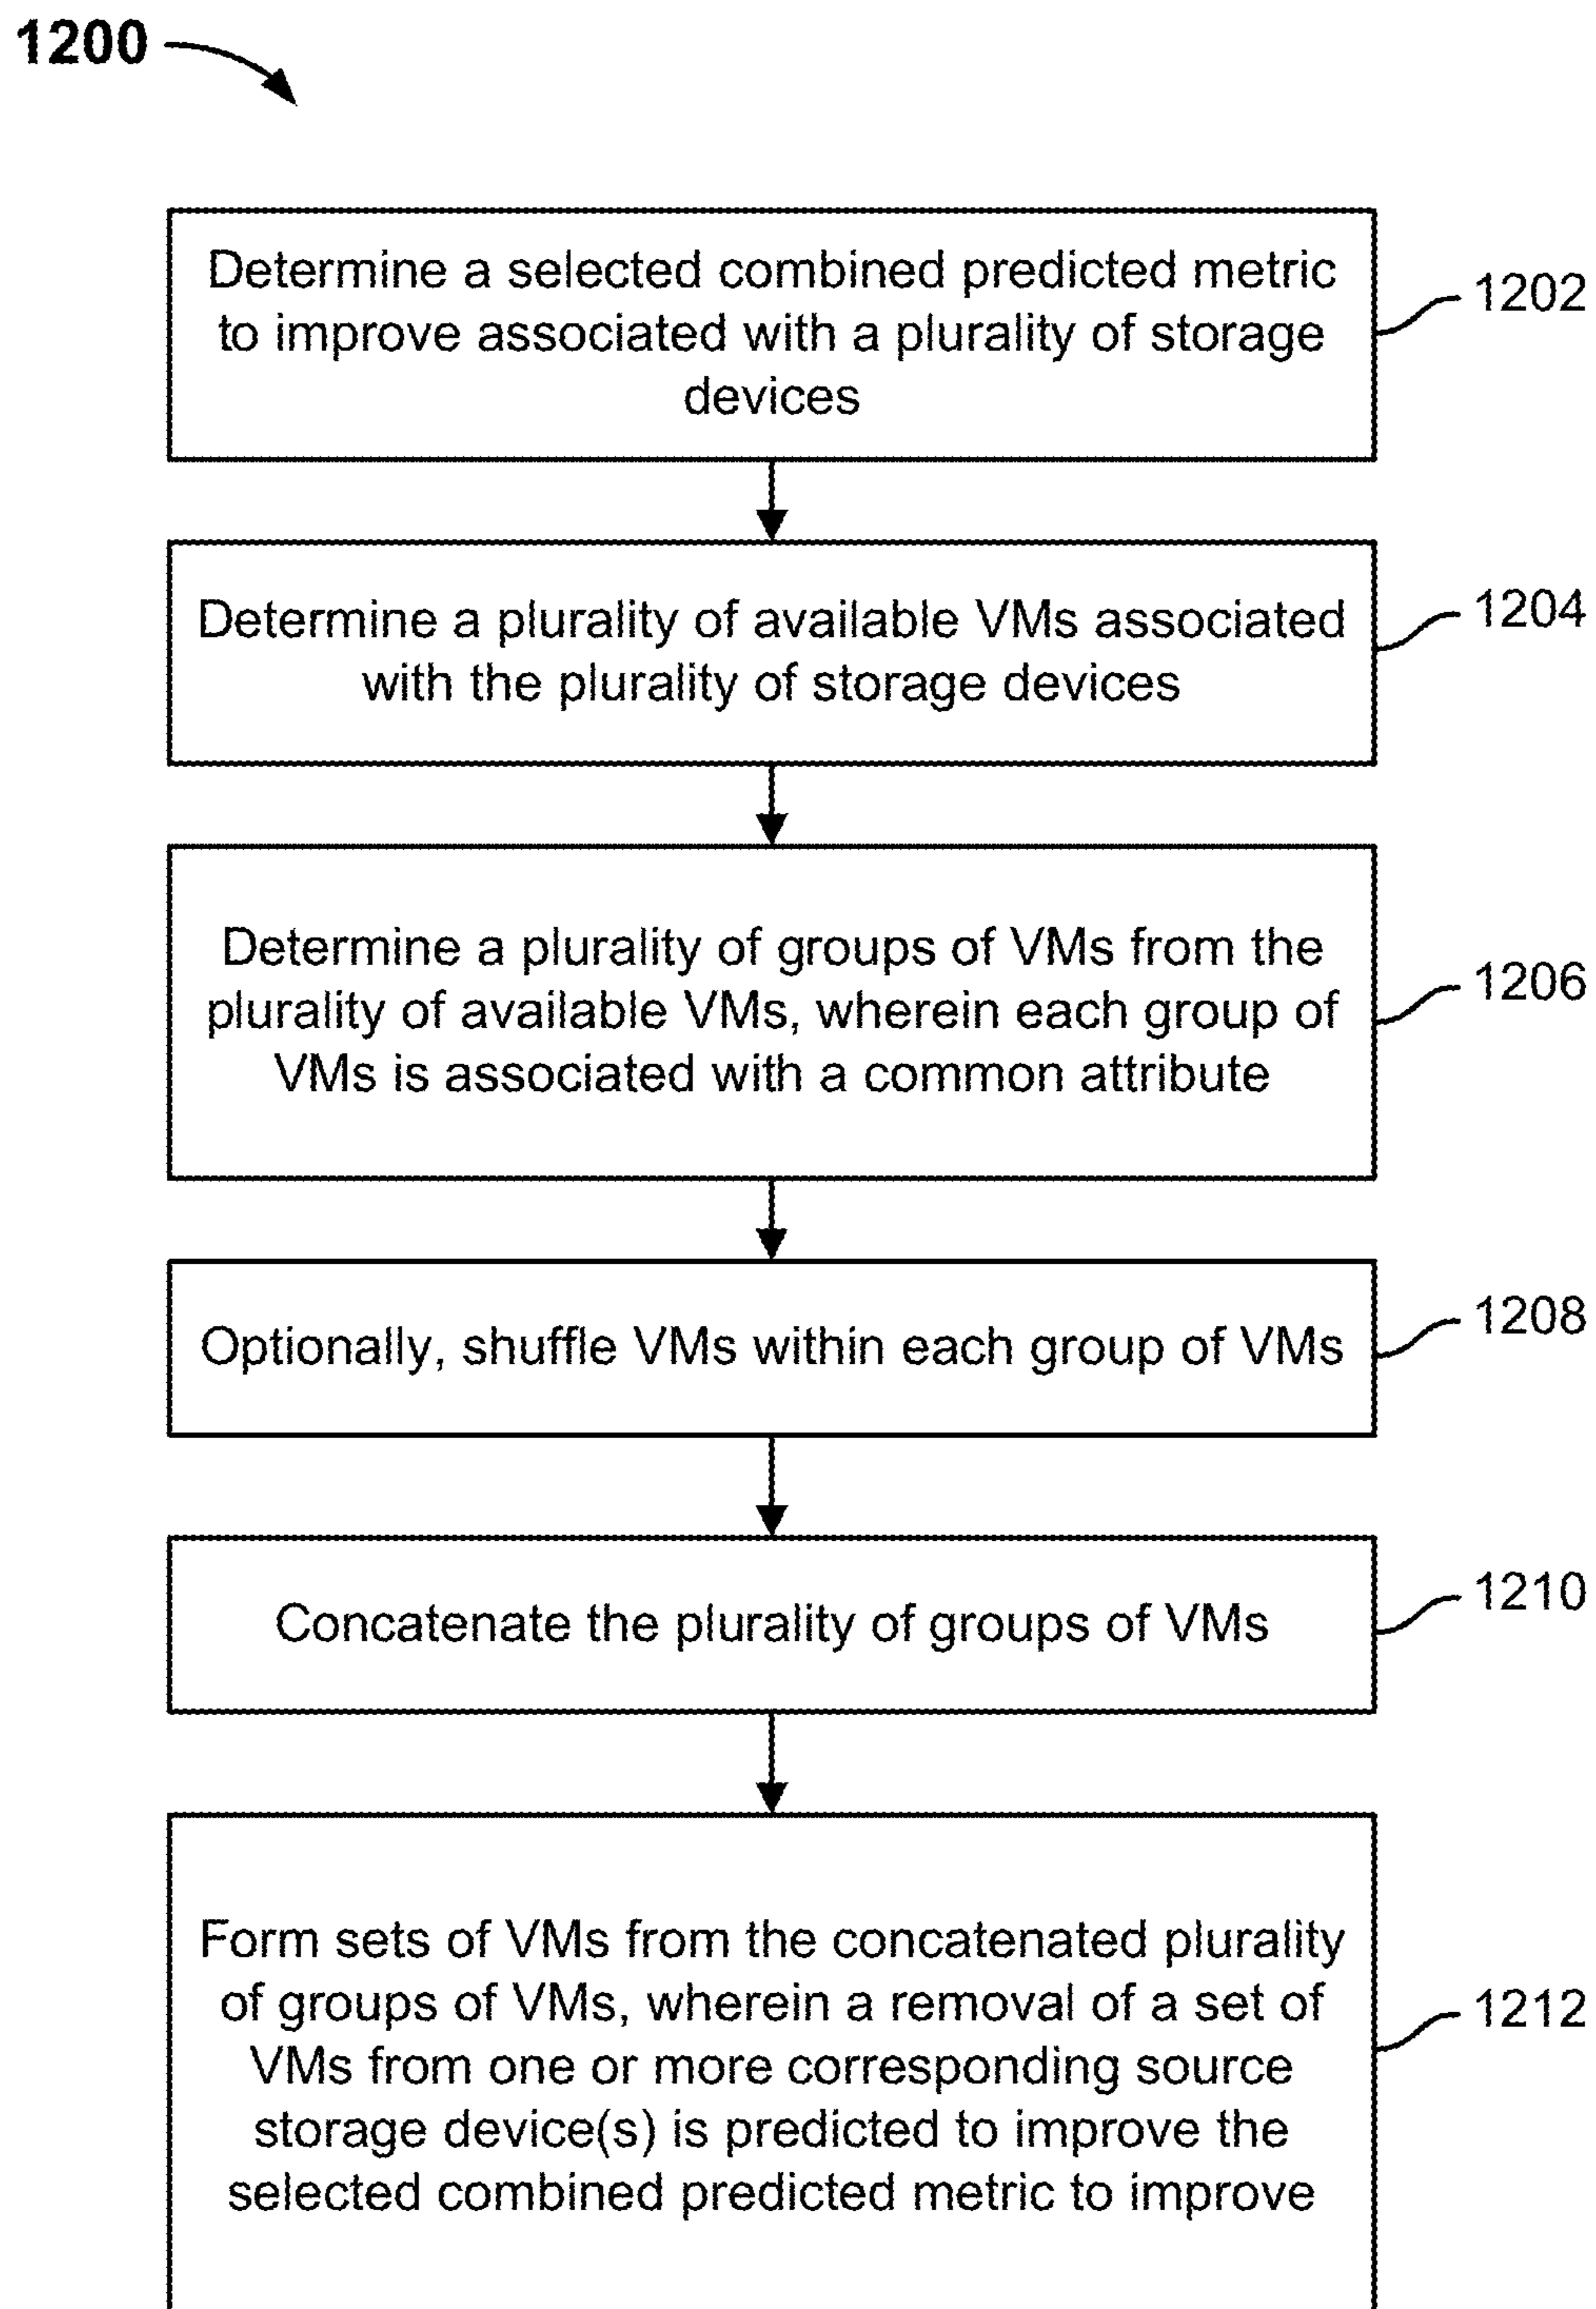 1200
Determine a selected combined predicted metric
to improve associated with a plurality of storage
devices
1202
Determine a plurality of available VMs associated
with the plurality of storage devices
1204
Determine a plurality of groups of VMs from the
plurality of available VMs, wherein each group of
VMs is associated with a common attribute
1206
Optionally, shuffle VMs within each group of VMs
1208
Concatenate the plurality of groups of VMs
1210
Form sets of VMs from the concatenated plurality
of groups of VMs, wherein a removal of a set of
VMs from one or more corresponding source
storage device(s) is predicted to improve the
selected combined predicted metric to improve
1212